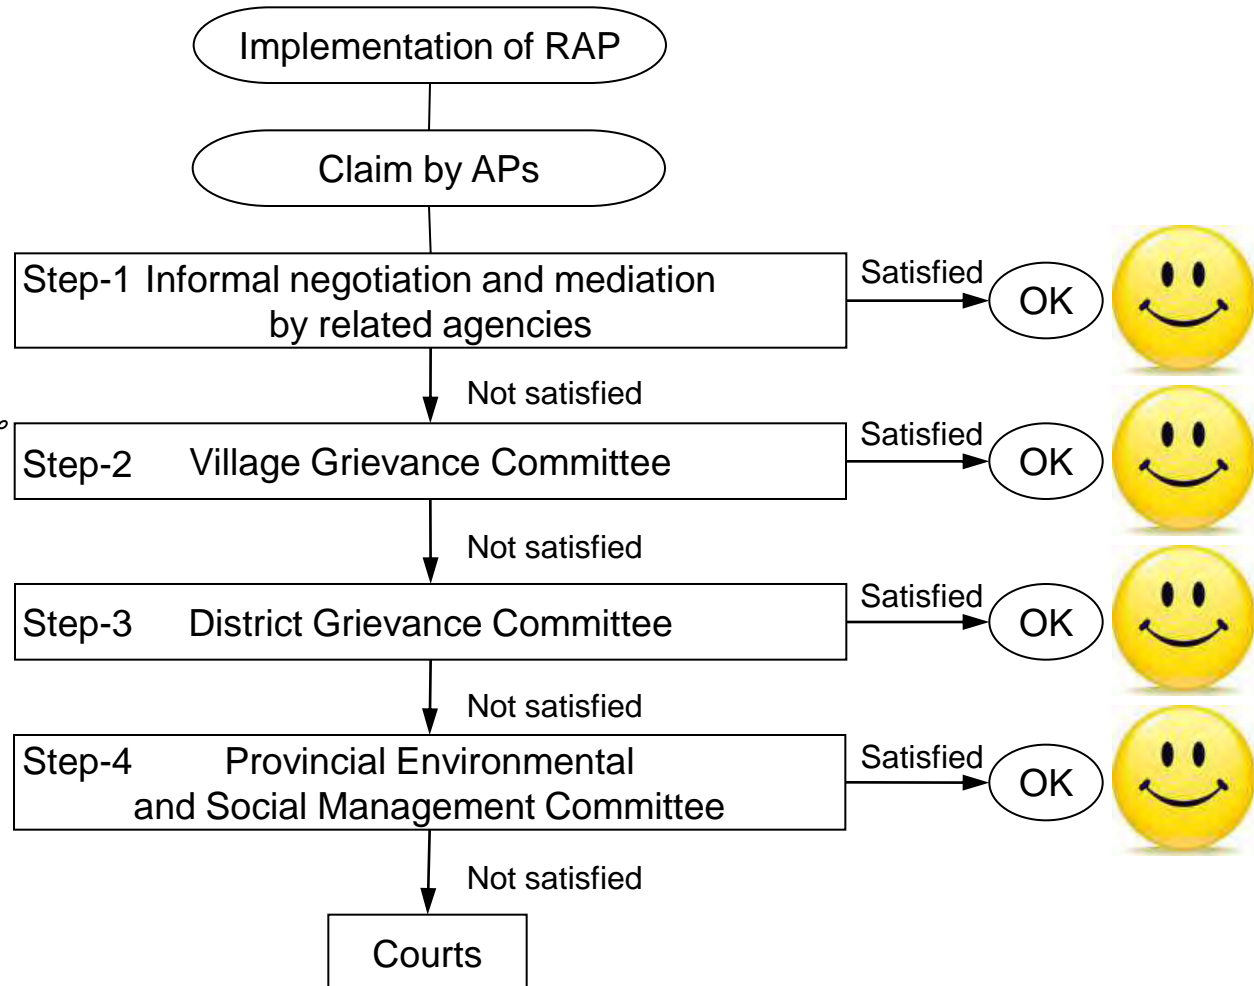 Implementation of RAP
Claim by APs
Step-1 Informal negotiation and mediation
by related agencies
Satisfied
OK
Not satisfied
Step-2 Village Grievance Committee
Satisfied
OK
Not satisfied
Step-3 District Grievance Committee
Satisfied
OK
Not satisfied
Step-4 Provincial Environmental
and Social Management Committee
Satisfied
OK
Not satisfied
Courts